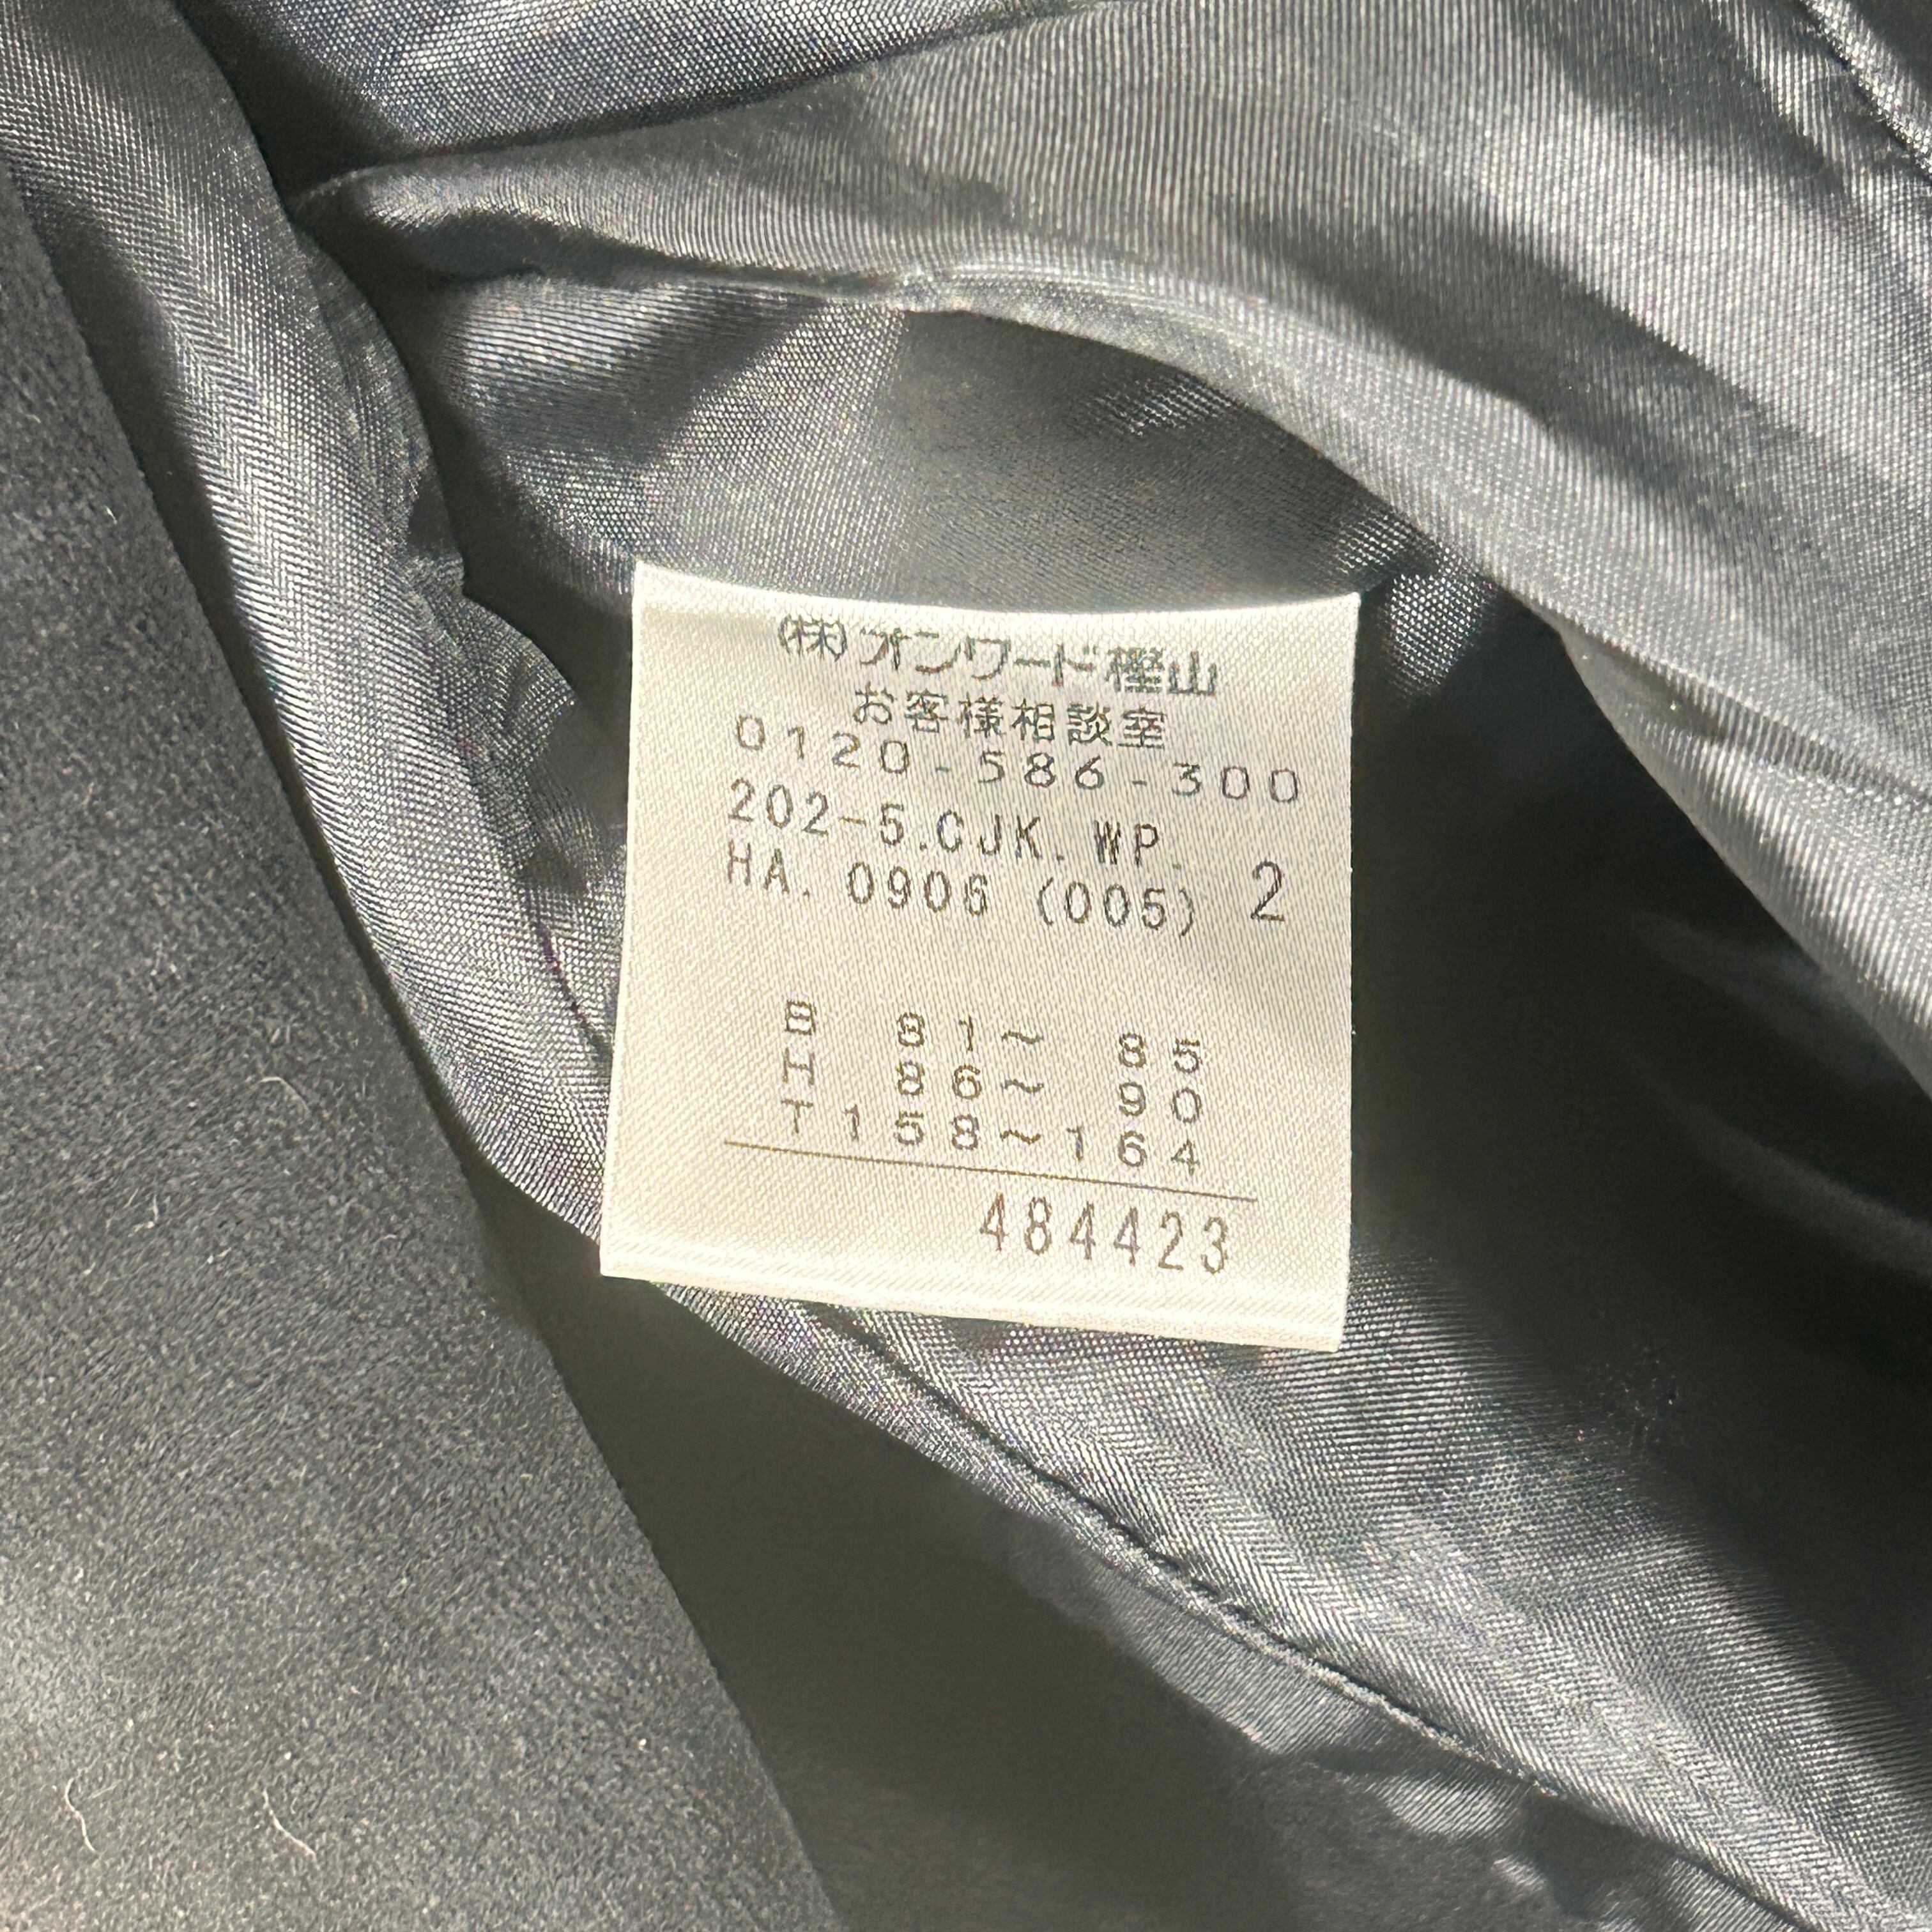 (株)オンワード樫山
お客様相談室
0120-586-300
202-5.CJK.WP.
HA. 0906 (005) 2
B 81~ 85
H 86~ 90
T158~164
484423